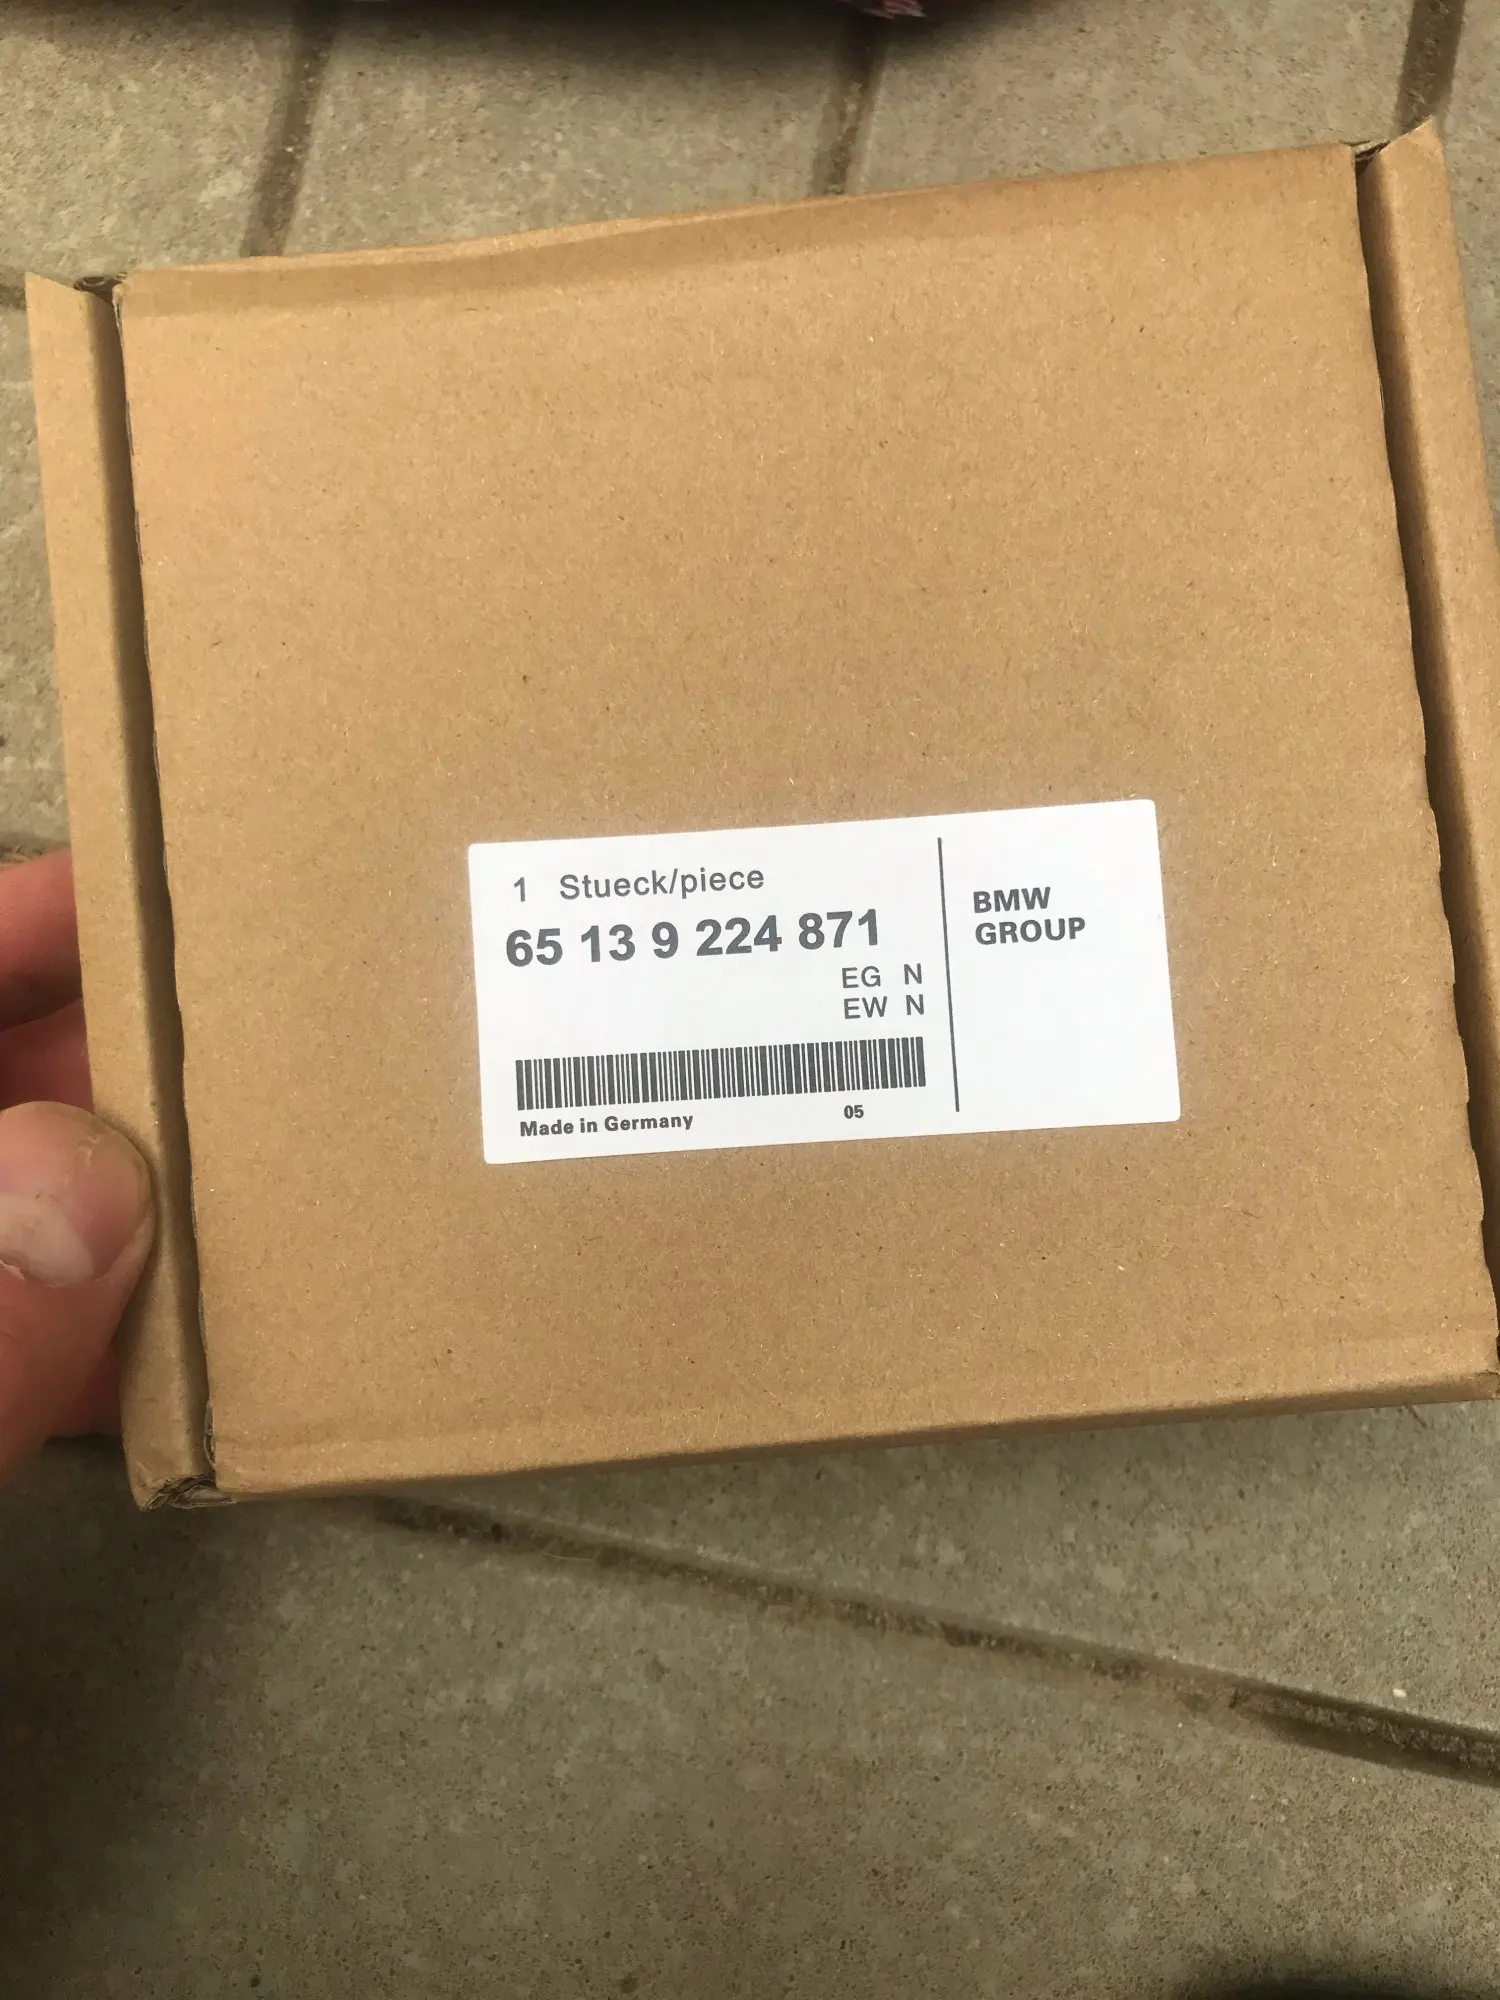 1 Stueck/piece
65 13 9 224 871
EG N
EW N
Made in Germany 05
BMW
GROUP